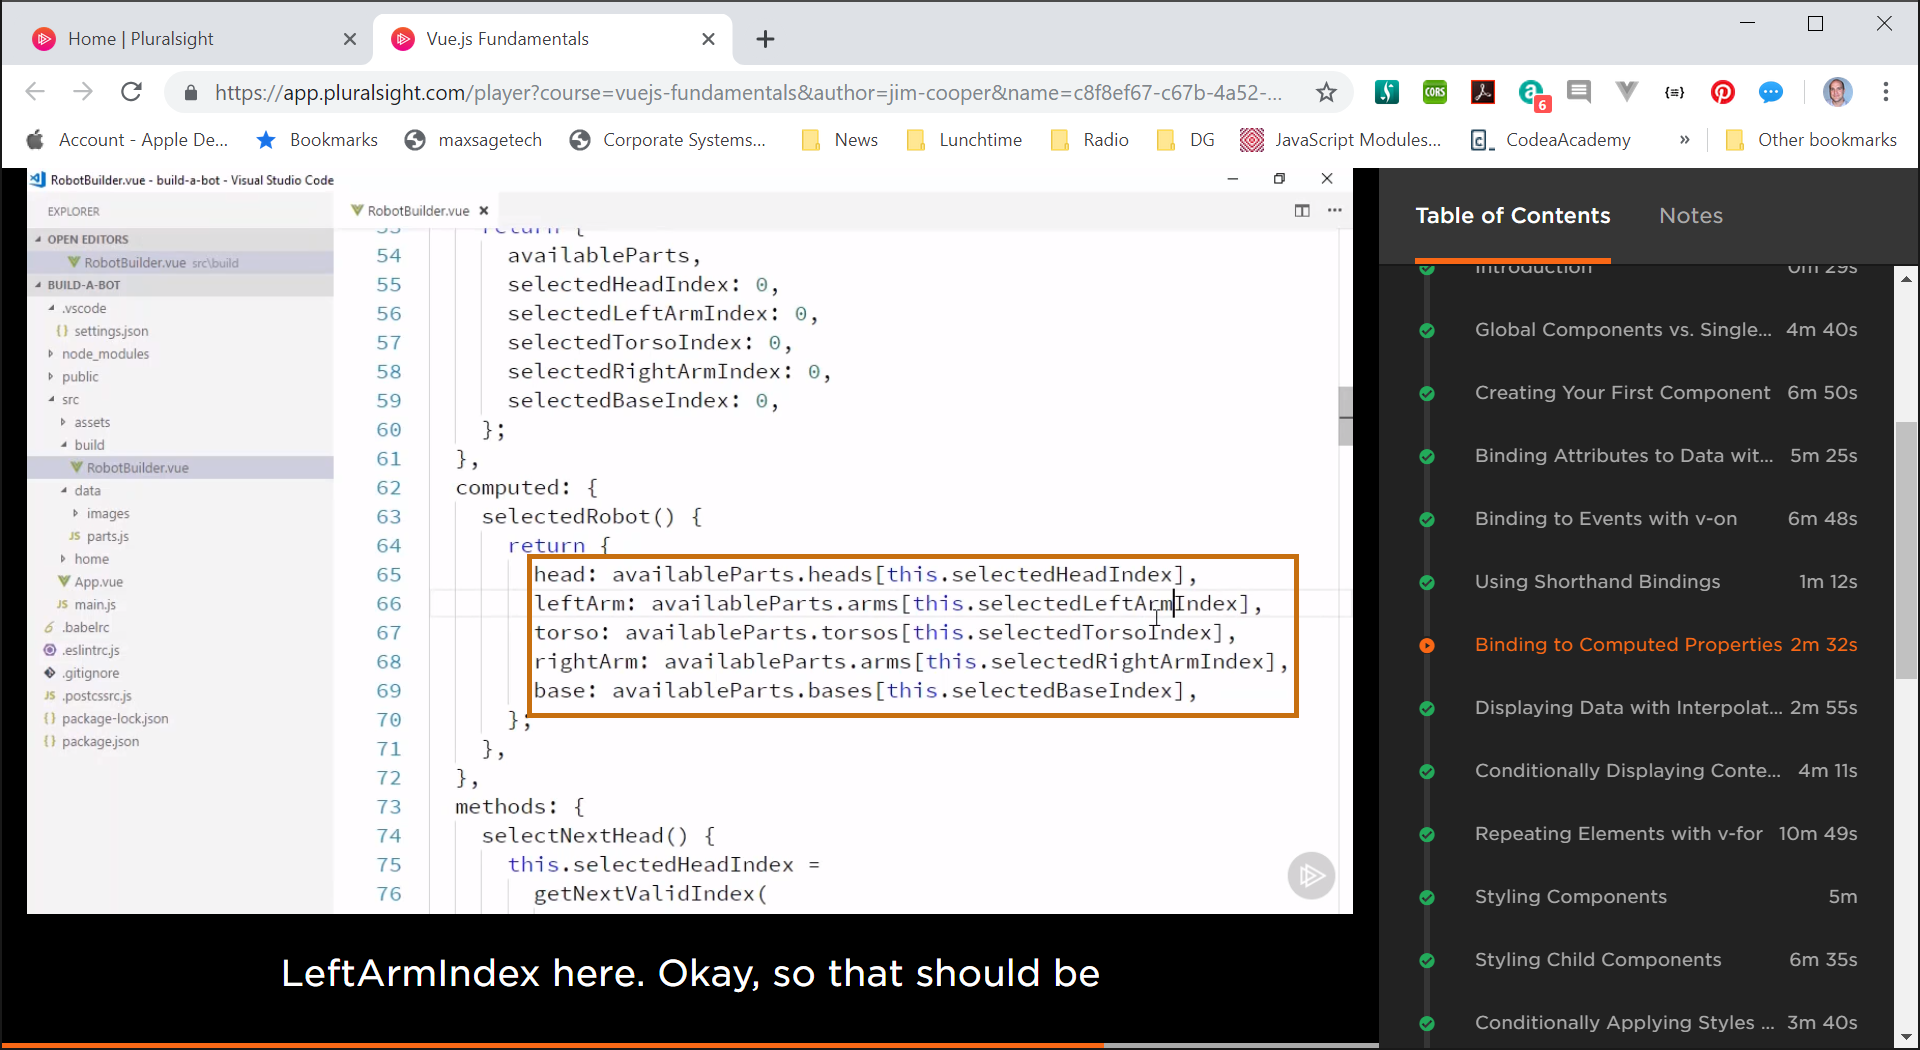 Home | Pluralsight
Vue.js Fundamentals
https://app.pluralsight.com/player?course=vuejs-fundamentals&author=jim-cooper&name=c8f8ef67-c67b-4a52-...
CORS
6
{≡}
Account - Apple De...
Bookmarks
maxsagetech
Corporate Systems...
News
Lunchtime
Radio
DG
JavaScript Modules...
CodeaAcademy
»
Other bookmarks
RobotBuilder.vue - build-a-bot - Visual Studio Code
EXPLORER
OPEN EDITORS
RobotBuilder.vue src\build
BUILD-A-BOT
.vscode
{} settings.json
node_modules
public
src
assets
build
RobotBuilder.vue
data
images
JS parts.js
home
App.vue
JS main.js
.babelrc
.eslintrc.js
.gitignore
JS .postcssrc.js
{} package-lock.json
{} package.json
RobotBuilder.vue
53 return {
54 availableParts,
55 selectedHeadIndex: 0,
56 selectedLeftArmIndex: 0,
57 selectedTorsoIndex: 0,
58 selectedRightArmIndex: 0,
59 selectedBaseIndex: 0,
60 };
61 },
62 computed: {
63 selectedRobot() {
64 return {
65 head: availableParts.heads[this.selectedHeadIndex],
66 leftArm: availableParts.arms[this.selectedLeftArmIndex],
67 torso: availableParts.torsos[this.selectedTorsoIndex],
68 rightArm: availableParts.arms[this.selectedRightArmIndex],
69 base: availableParts.bases[this.selectedBaseIndex],
70 };
71 },
72 },
73 methods: {
74 selectNextHead() {
75 this.selectedHeadIndex =
76 getNextValidIndex(
LeftArmIndex here. Okay, so that should be
Table of Contents
Notes
Introduction 0m 29s
Global Components vs. Single... 4m 40s
Creating Your First Component 6m 50s
Binding Attributes to Data wit... 5m 25s
Binding to Events with v-on 6m 48s
Using Shorthand Bindings 1m 12s
Binding to Computed Properties 2m 32s
Displaying Data with Interpolat... 2m 55s
Conditionally Displaying Conte... 4m 11s
Repeating Elements with v-for 10m 49s
Styling Components 5m
Styling Child Components 6m 35s
Conditionally Applying Styles ... 3m 40s